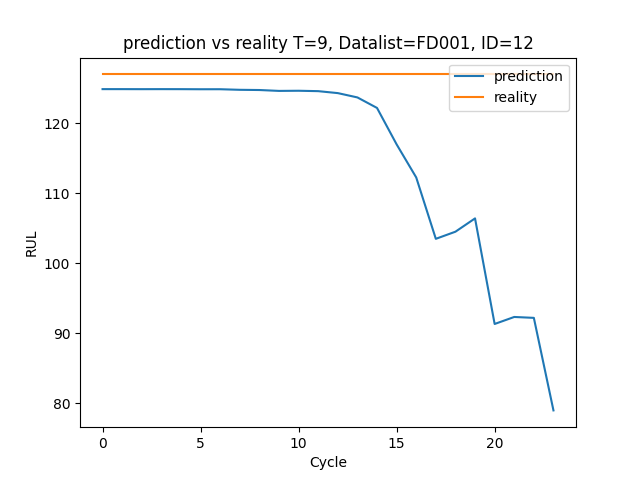 prediction vs reality T=9, Datalist=FD001, ID=12
prediction
reality
RUL
120
110
100
90
80
0 5 10 15 20
Cycle